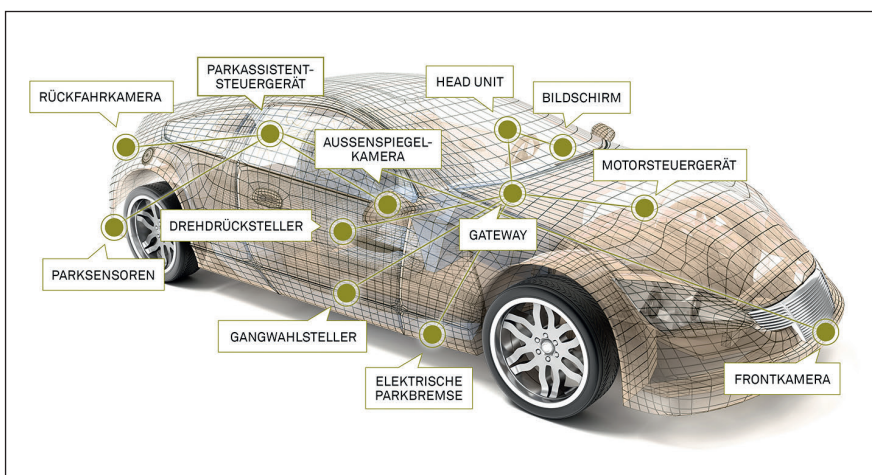 PARKASSISTENT-
STEUERGERÄT
HEAD UNIT
RÜCKFAHRKAMERA
BILDSCHIRM
AUSSENSPIEGEL-
KAMERA
MOTORSTEUERGERÄT
DREHDRÜCKSTELLER
GATEWAY
PARKSENSOREN
GANGWAHLSTELLER
ELEKTRISCHE
PARKBREMSE
FRONTKAMERA